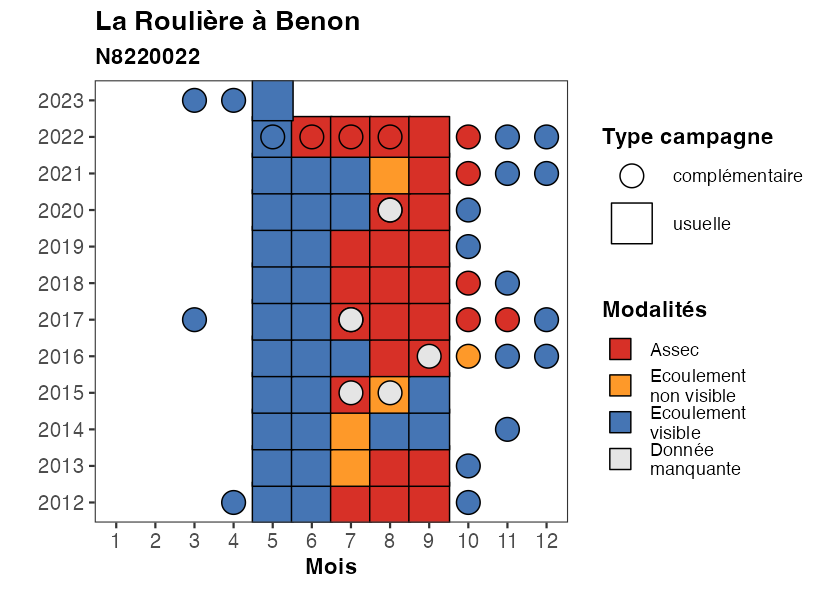 La Roulière à Benon
N8220022
2023
2022
2021
2020
2019
2018
2017
2016
2015
2014
2013
2012
1 2 3 4 5 6 7 8 9 10 11 12
Mois
Type campagne
complémentaire
usuelle
Modalités
Assec
Ecoulement
non visible
Ecoulement
visible
Donnée
manquante